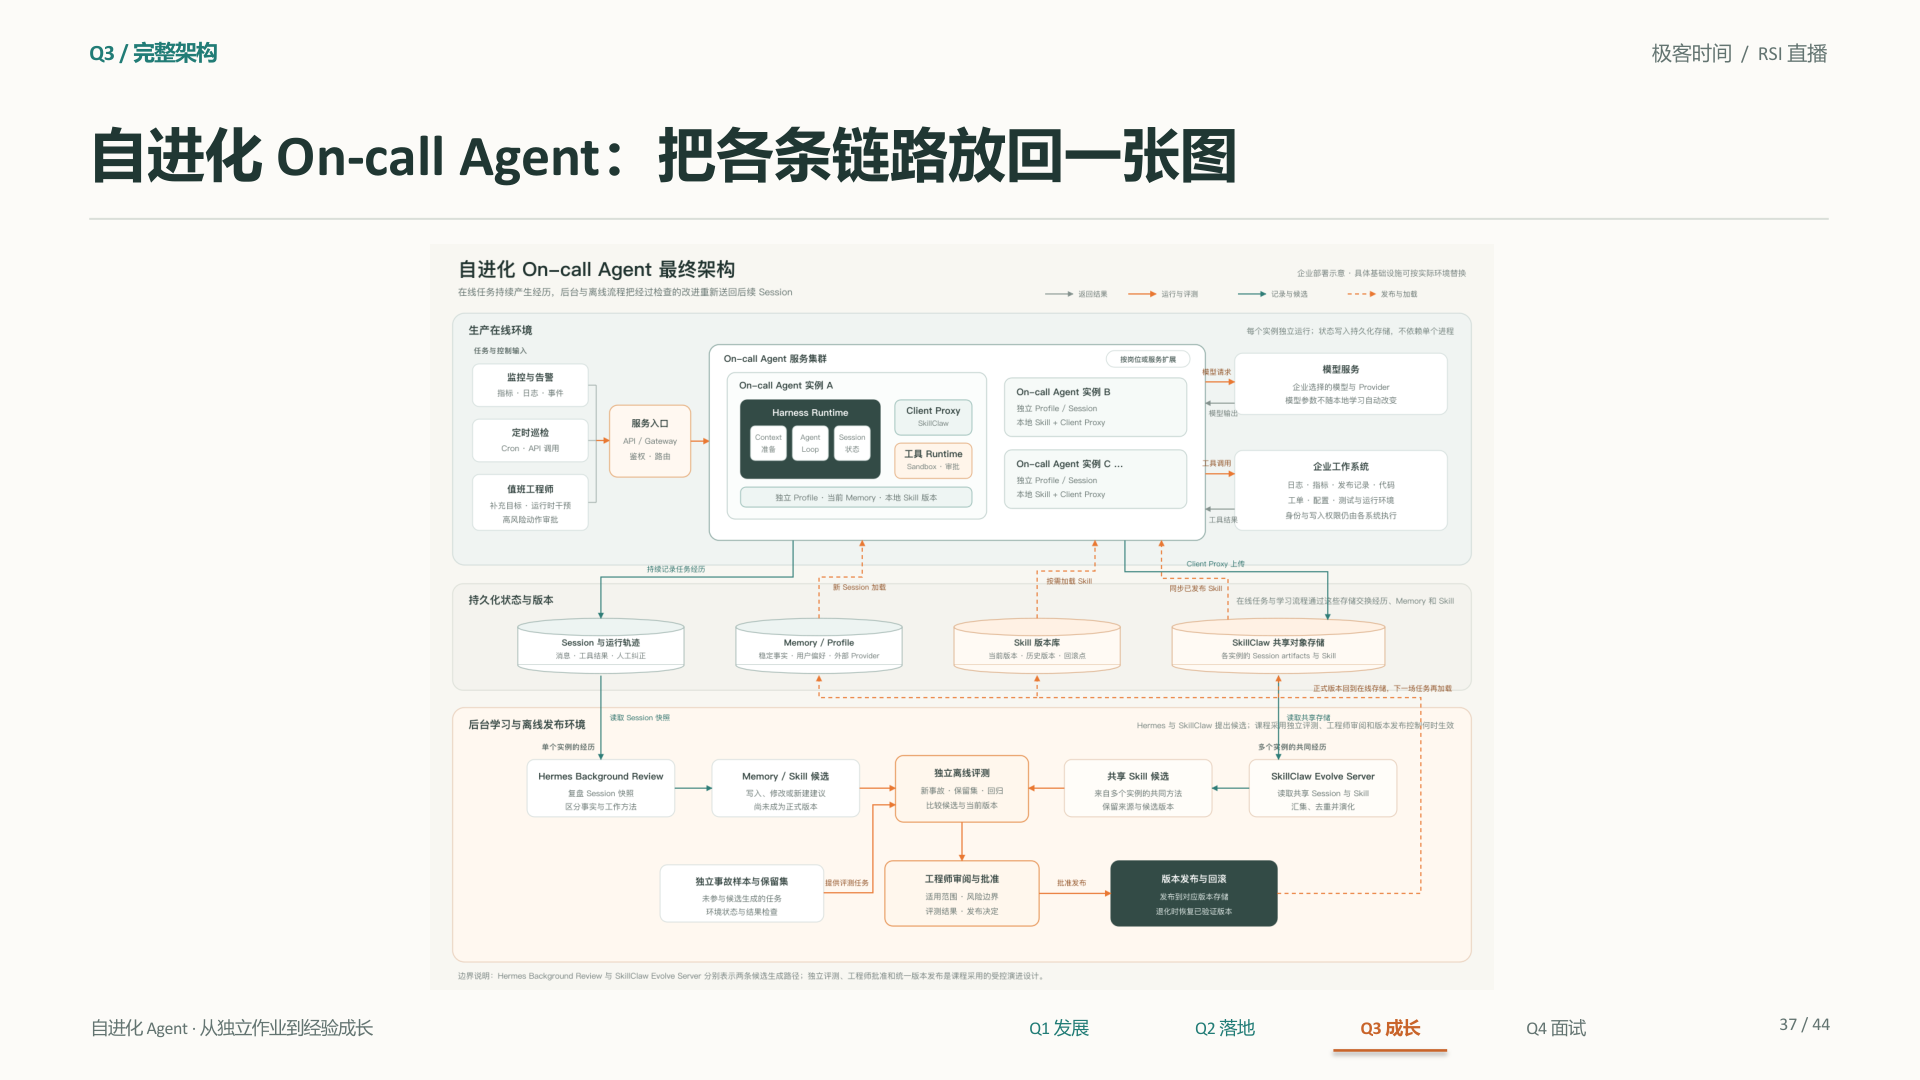 Q3 / 完整架构
极客时间 / RSI 直播
自进化 On-call Agent：把各条链路放回一张图
自进化 On-call Agent 最终架构
在线任务持续产生经历，后台与离线流程把经过检查的改进重新送回后续 Session
企业部署示意 · 具体基础设施可按实际环境替换
返回结果
运行与评测
记录与候选
发布与加载
生产在线环境
每个实例独立运行；状态写入持久化存储，不依赖单个进程
任务与控制输入
监控与告警
指标 · 日志 · 事件
定时巡检
Cron · API 调用
值班工程师
补充目标 · 运行时干预
高风险动作审批
服务入口
API / Gateway
鉴权 · 路由
On-call Agent 服务集群
按岗位或服务扩展
On-call Agent 实例 A
Harness Runtime
Context
准备
Agent
Loop
Session
状态
Client Proxy
SkillClaw
工具 Runtime
Sandbox · 审批
独立 Profile · 当前 Memory · 本地 Skill 版本
On-call Agent 实例 B
独立 Profile / Session
本地 Skill + Client Proxy
On-call Agent 实例 C ...
独立 Profile / Session
本地 Skill + Client Proxy
模型请求
模型输出
工具调用
工具结果
模型服务
企业选择的模型与 Provider
模型参数不随本地学习自动改变
企业工作系统
日志 · 指标 · 发布记录 · 代码
工单 · 配置 · 测试与运行环境
身份与写入权限仍由各系统执行
持续记录任务经历
新 Session 加载
按需加载 Skill
Client Proxy 上传
同步已发布 Skill
持久化状态与版本
在线任务与学习流程通过这些存储交换经历、Memory 和 Skill
Session 与运行轨迹
消息 · 工具结果 · 人工纠正
Memory / Profile
稳定事实 · 用户偏好 · 外部 Provider
Skill 版本库
当前版本 · 历史版本 · 回滚点
SkillClaw 共享对象存储
各实例的 Session artifacts 与 Skill
正式版本回到在线存储，下一场任务再加载
后台学习与离线发布环境
读取 Session 快照
读取共享存储
Hermes 与 SkillClaw 提出候选；课程采用独立评测、工程师审阅和版本发布控制何时生效
单个实例的经历
多个实例的共同经历
Hermes Background Review
复盘 Session 快照
区分事实与工作方法
Memory / Skill 候选
写入、修改或新建建议
尚未成为正式版本
独立离线评测
新事故 · 保留集 · 回归
比较候选与当前版本
共享 Skill 候选
来自多个实例的共同方法
保留来源与候选版本
SkillClaw Evolve Server
读取共享 Session 与 Skill
汇集、去重并演化
独立事故样本与保留集
未参与候选生成的任务
环境状态与结果检查
提供评测任务
工程师审阅与批准
适用范围 · 风险边界
评测结果 · 发布决定
批准发布
版本发布与回滚
发布到对应版本存储
退化时恢复已验证版本
边界说明：Hermes Background Review 与 SkillClaw Evolve Server 分别表示两条候选生成路径；独立评测、工程师批准和统一版本发布是课程采用的受控演进设计。
自进化 Agent · 从独立作业到经验成长
Q1 发展
Q2 落地
Q3 成长
Q4 面试
37 / 44